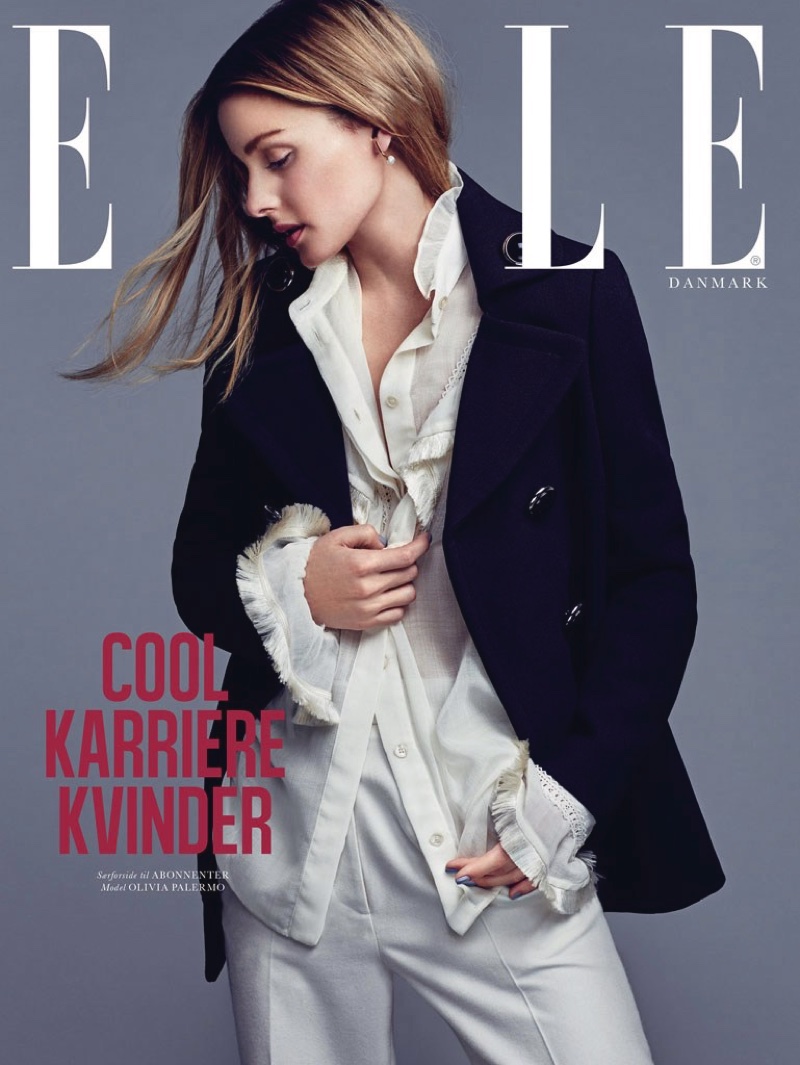 ELLE
DANMARK
COOL
KARRIERE
KVINDER
Særforside til ABONNENTER
Model OLIVIA PALERMO